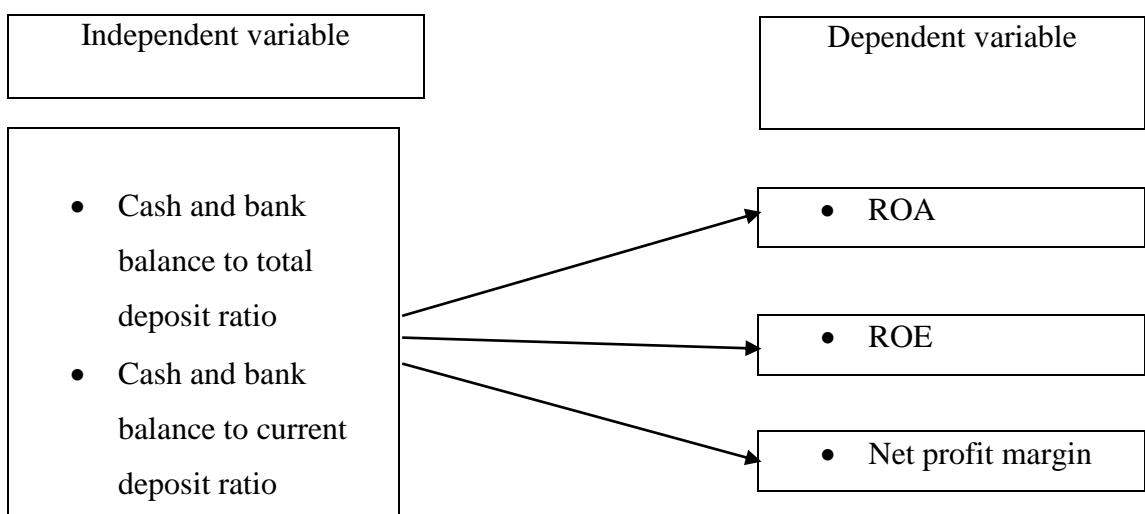 Independent variable
Dependent variable
• Cash and bank
balance to total
deposit ratio
• Cash and bank
balance to current
deposit ratio
• ROA
• ROE
• Net profit margin